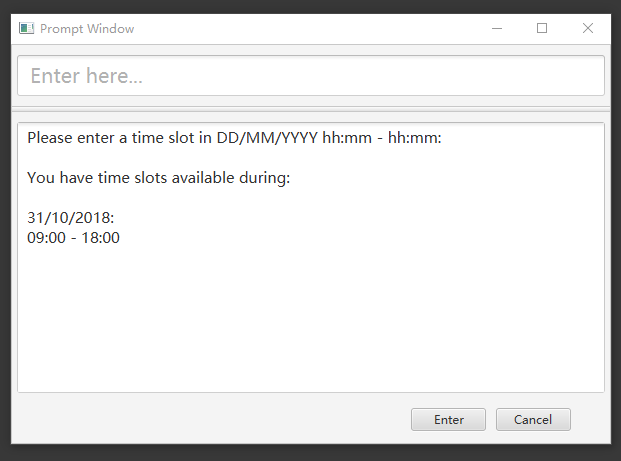 Prompt Window
Enter here...
Please enter a time slot in DD/MM/YYYY hh:mm - hh:mm:
You have time slots available during:
31/10/2018:
09:00 - 18:00
Enter
Cancel